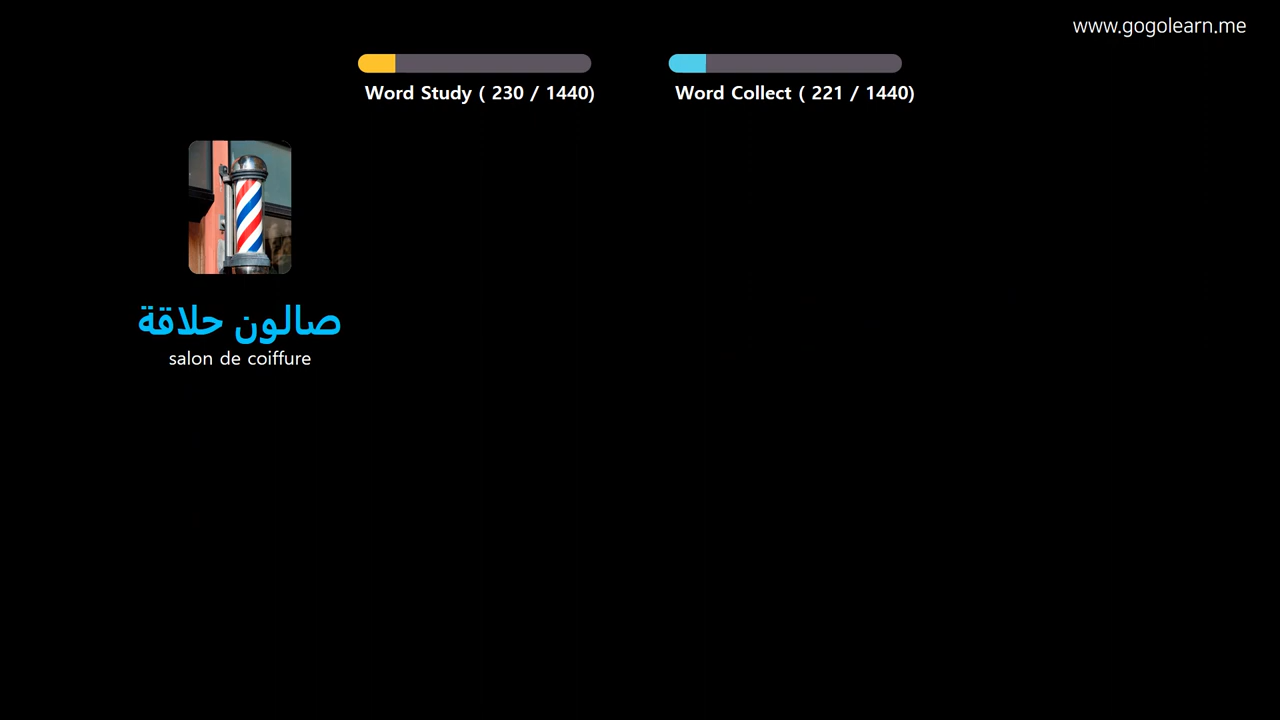 www.gogolearn.me
Word Study ( 230 / 1440)
Word Collect ( 221 / 1440)
صالون حلاقة
salon de coiffure